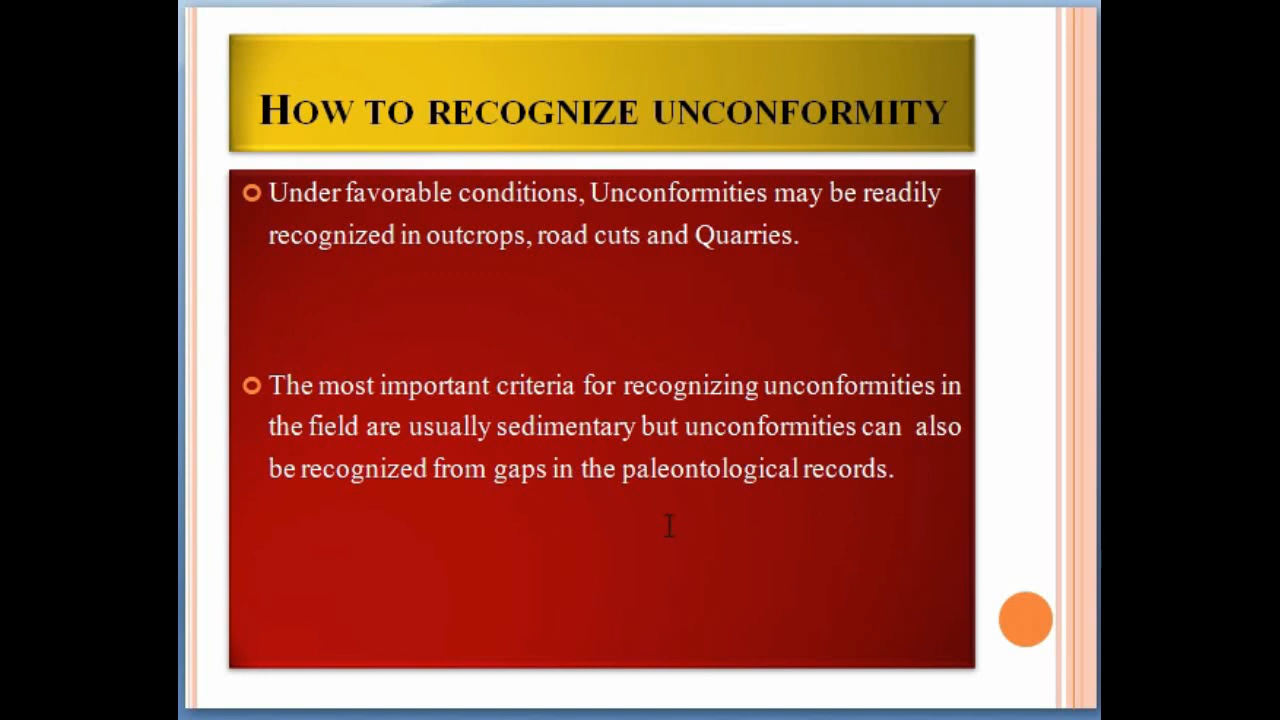 HOW TO RECOGNIZE UNCONFORMITY
Under favorable conditions, Unconformities may be readily
recognized in outcrops, road cuts and Quarries.
The most important criteria for recognizing unconformities in
the field are usually sedimentary but unconformities can also
be recognized from gaps in the paleontological records.